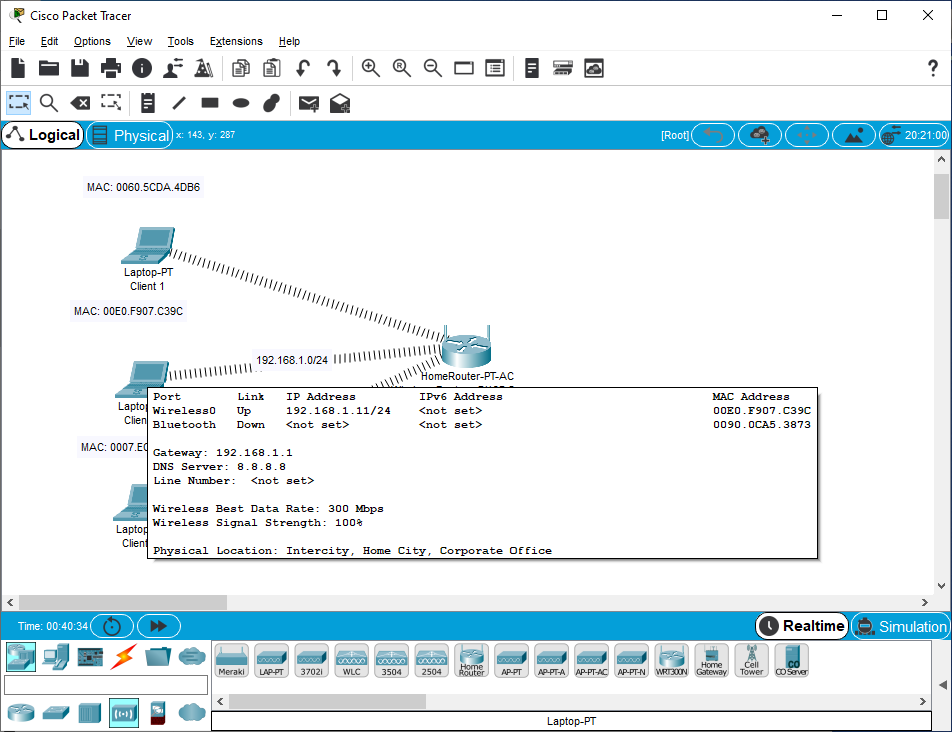 Cisco Packet Tracer
File Edit Options View Tools Extensions Help
?
Logical Physical x: 143, y: 287 [Root] 20:21:00
MAC: 0060.5CDA.4DB6
Laptop-PT
Client 1
MAC: 00E0.F907.C39C
192.168.1.0/24
HomeRouter-PT-AC
Lapto
Clien
MAC: 0007.EC
Lapto
Client
Port Link IP Address IPv6 Address MAC Address
Wireless0 Up 192.168.1.11/24 <not set> 00E0.F907.C39C
Bluetooth Down <not set> <not set> 0090.0CA5.3873
Gateway: 192.168.1.1
DNS Server: 8.8.8.8
Line Number: <not set>
Wireless Best Data Rate: 300 Mbps
Wireless Signal Strength: 100%
Physical Location: Intercity, Home City, Corporate Office
Time: 00:40:34 Realtime Simulation
Meraki LAP-PT 3702i WLC 3504 2504 Home Router AP-PT AP-PT-A AP-PT-AC AP-PT-N WRT300N Home Gateway Cell Tower CO Server
Laptop-PT